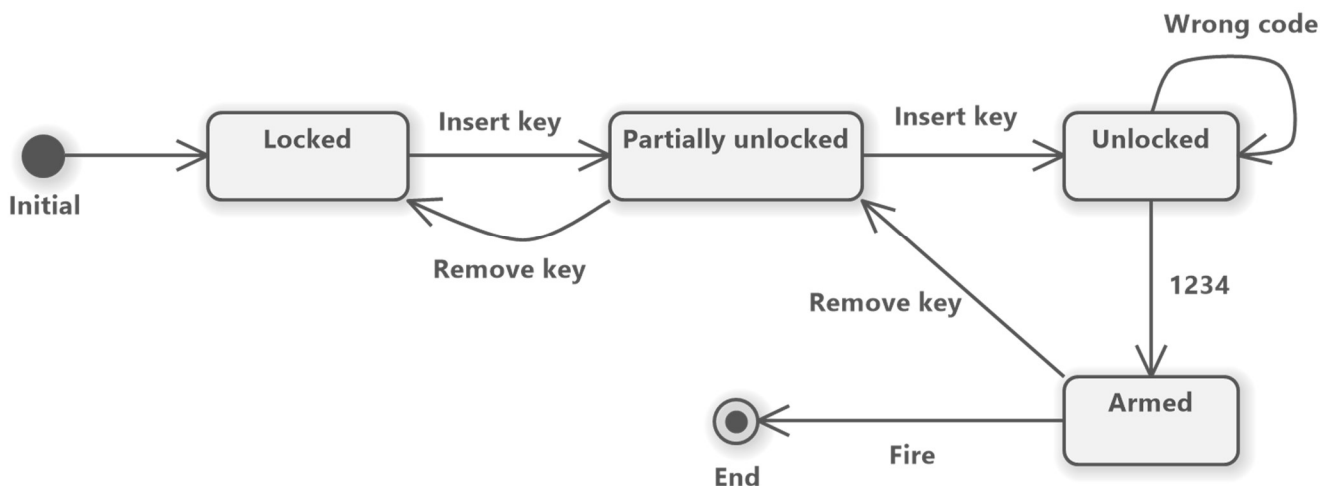 Wrong code
Insert key
Insert key
Locked
Partially unlocked
Unlocked
Initial
Remove key
Remove key
1234
Armed
Fire
End